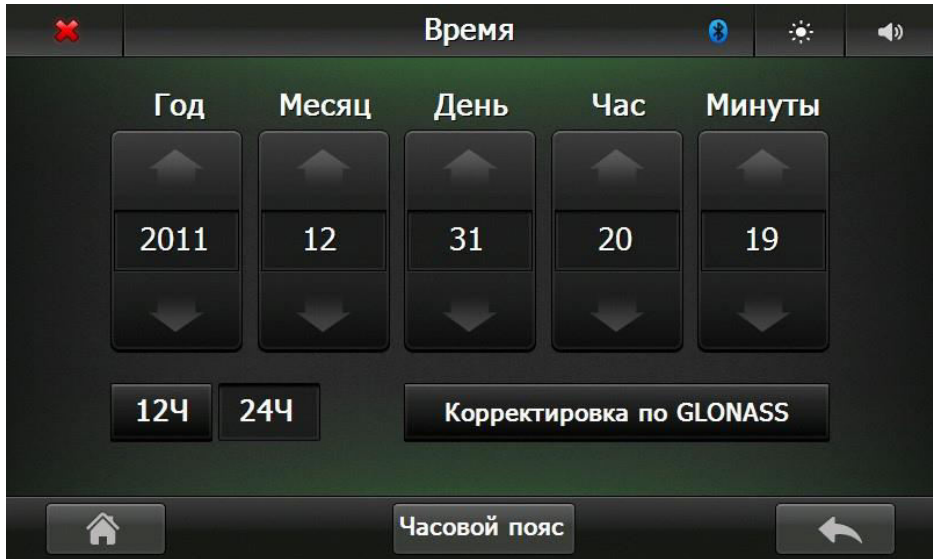 Время
Год Месяц День Час Минуты
2011 12 31 20 19
12Ч 24Ч Корректировка по GLONASS
Часовой пояс